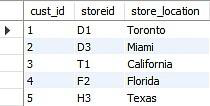 cust_id storeid store_location
1 D1 Toronto
2 D3 Miami
3 T1 California
4 F2 Florida
5 H3 Texas